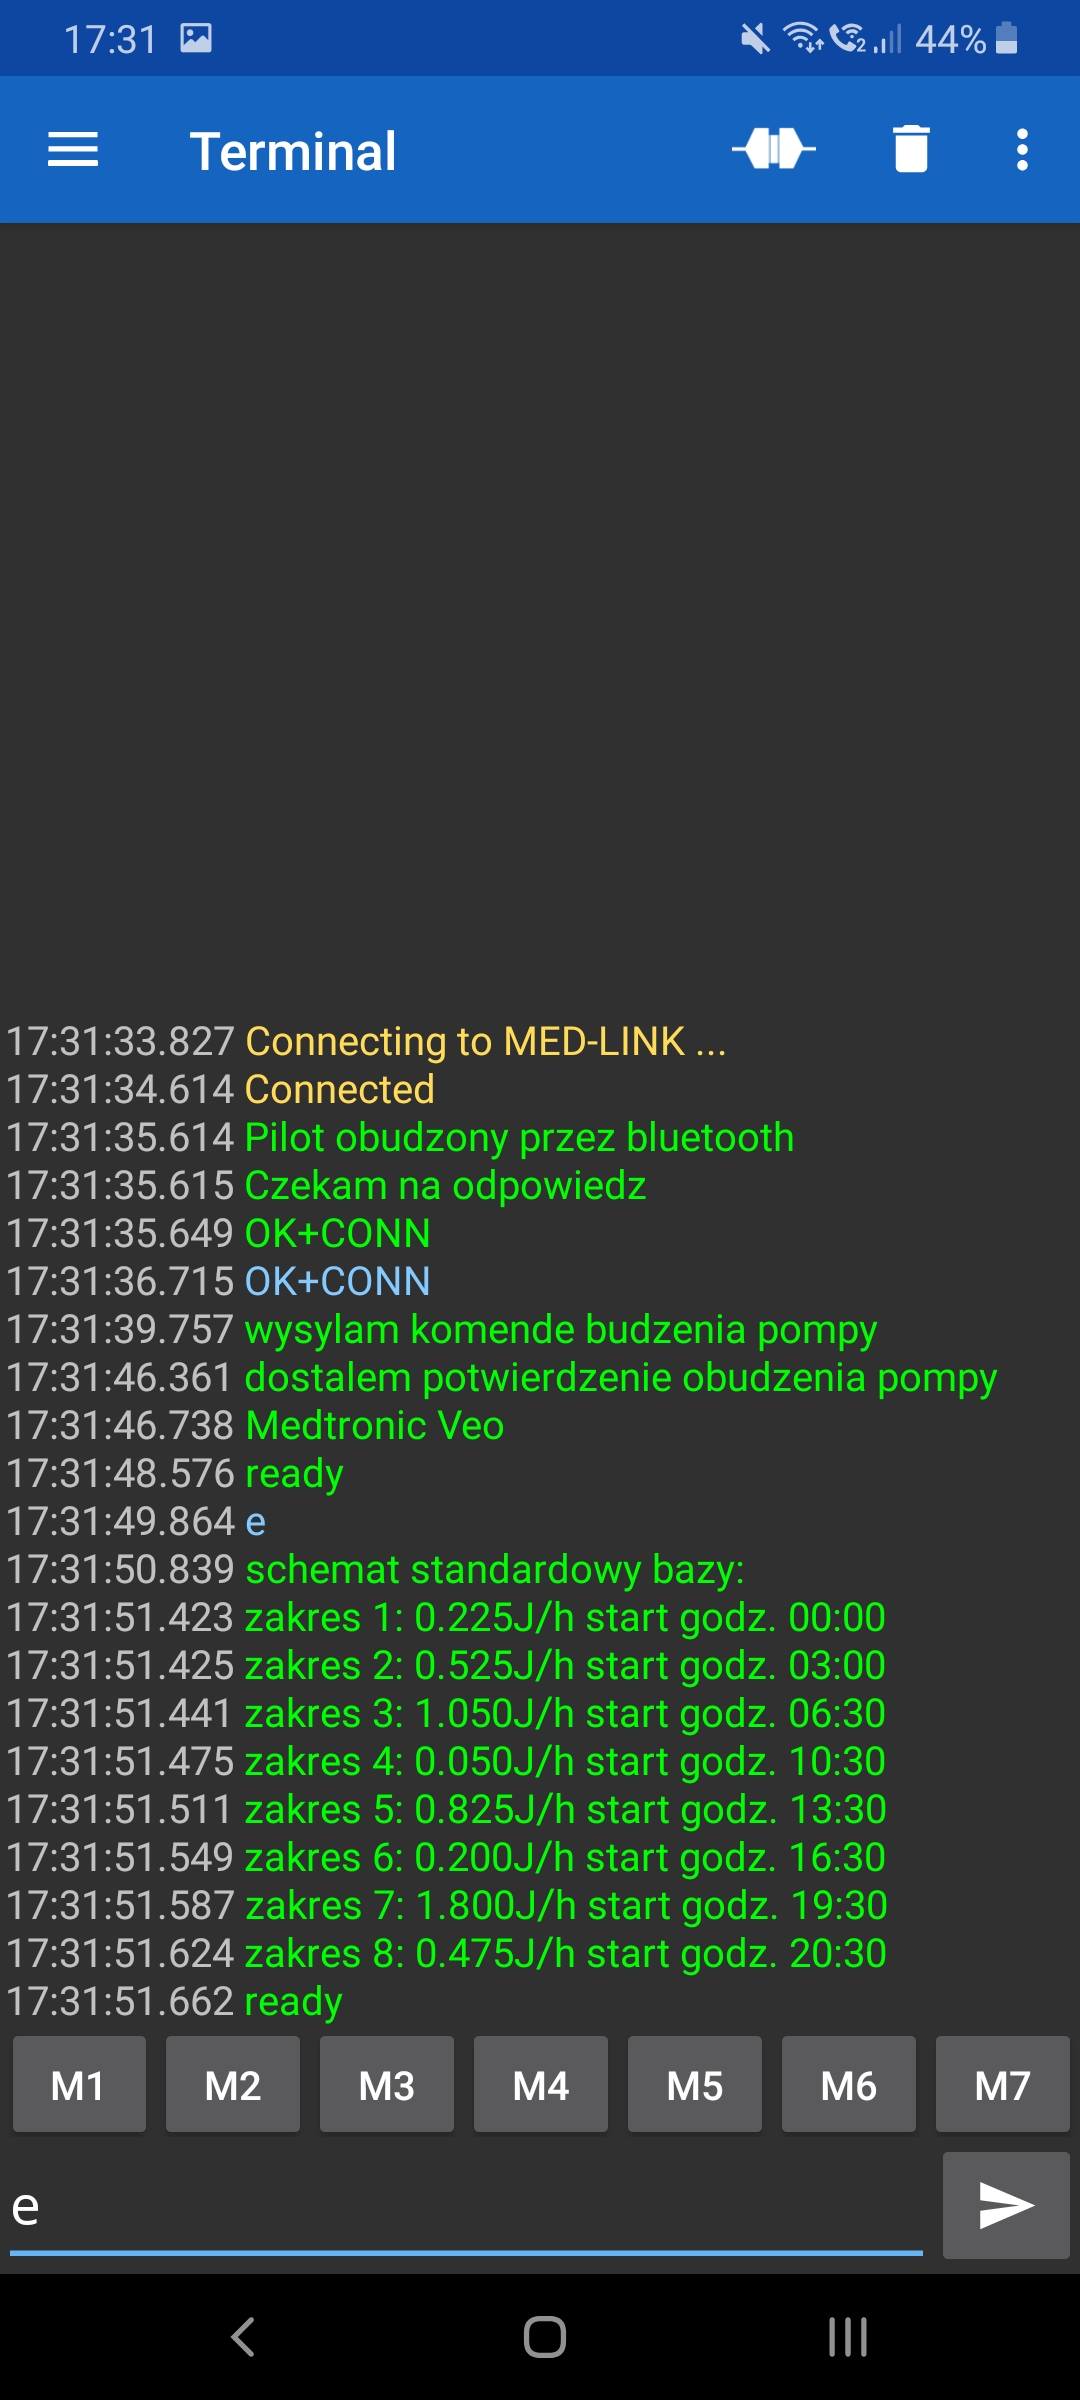 17:31
2
44%
Terminal
17:31:33.827 Connecting to MED-LINK ...
17:31:34.614 Connected
17:31:35.614 Pilot obudzony przez bluetooth
17:31:35.615 Czekam na odpowiedz
17:31:35.649 OK+CONN
17:31:36.715 OK+CONN
17:31:39.757 wysylam komende budzenia pompy
17:31:46.361 dostalem potwierdzenie obudzenia pompy
17:31:46.738 Medtronic Veo
17:31:48.576 ready
17:31:49.864 e
17:31:50.839 schemat standardowy bazy:
17:31:51.423 zakres 1: 0.225J/h start godz. 00:00
17:31:51.425 zakres 2: 0.525J/h start godz. 03:00
17:31:51.441 zakres 3: 1.050J/h start godz. 06:30
17:31:51.475 zakres 4: 0.050J/h start godz. 10:30
17:31:51.511 zakres 5: 0.825J/h start godz. 13:30
17:31:51.549 zakres 6: 0.200J/h start godz. 16:30
17:31:51.587 zakres 7: 1.800J/h start godz. 19:30
17:31:51.624 zakres 8: 0.475J/h start godz. 20:30
17:31:51.662 ready
M1 M2 M3 M4 M5 M6 M7
e